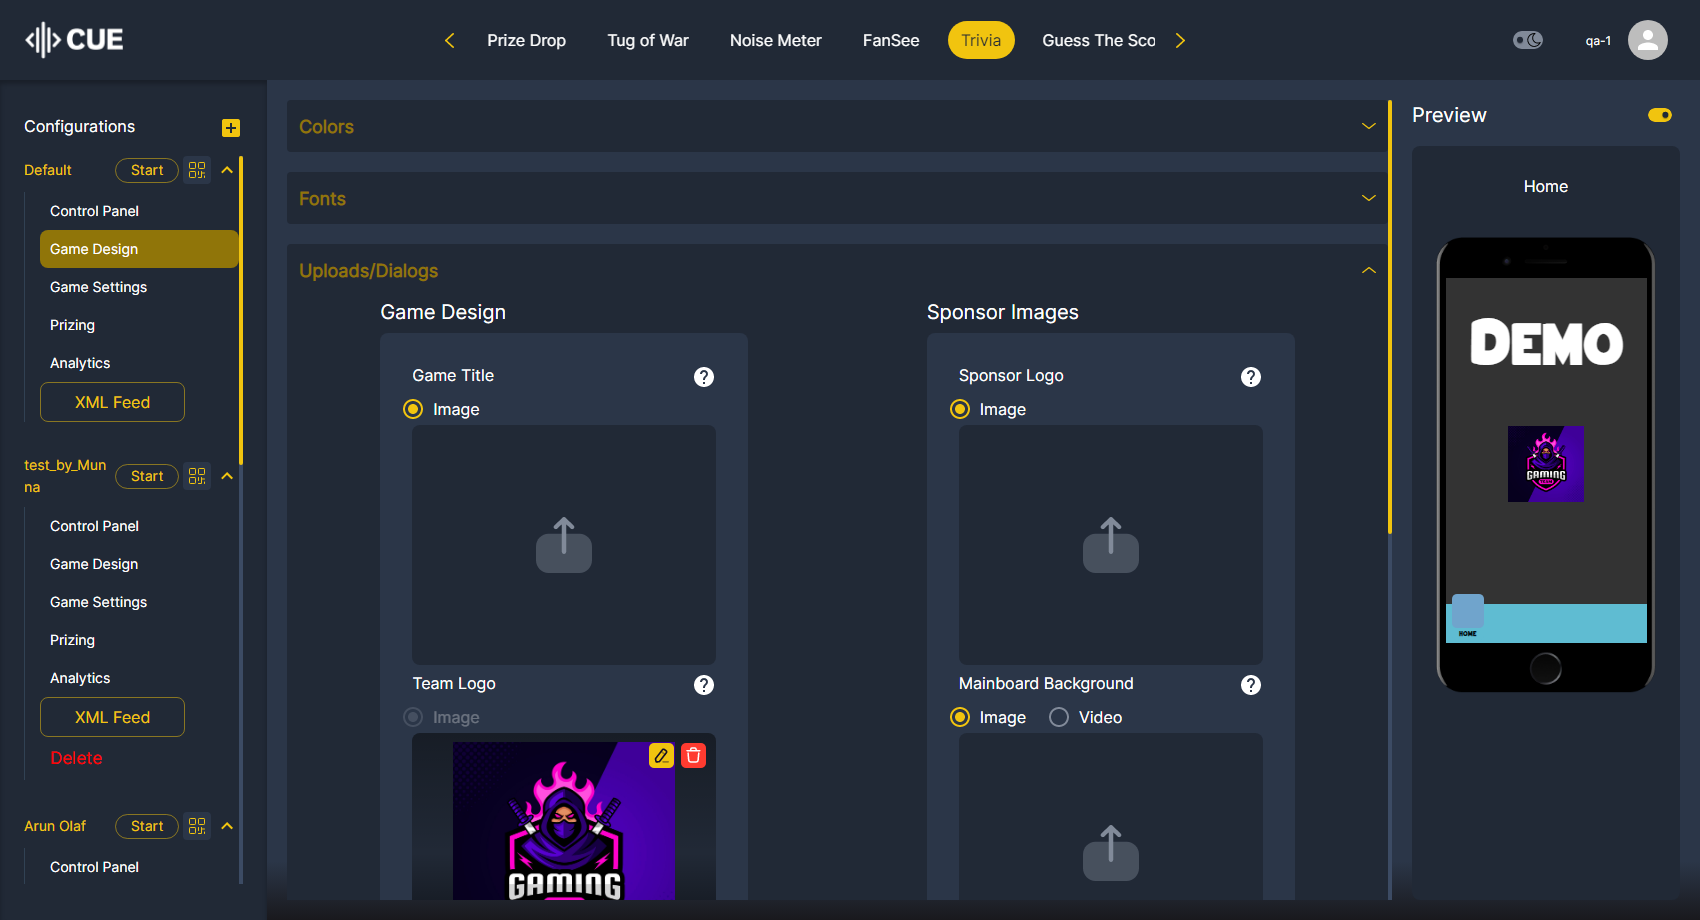 CUE
Prize Drop
Tug of War
Noise Meter
FanSee
Trivia
Guess The Sco
qa-1
Configurations
Default
Start
Control Panel
Game Design
Game Settings
Prizing
Analytics
XML Feed
test_by_Mun
na
Start
Control Panel
Game Design
Game Settings
Prizing
Analytics
XML Feed
Delete
Arun Olaf
Start
Control Panel
Colors
Fonts
Uploads/Dialogs
Game Design
Game Title
?
Image
Team Logo
?
Image
GAMING
Sponsor Images
Sponsor Logo
?
Image
Mainboard Background
?
Image
Video
Preview
Home
DEMO
GAMING
HOME